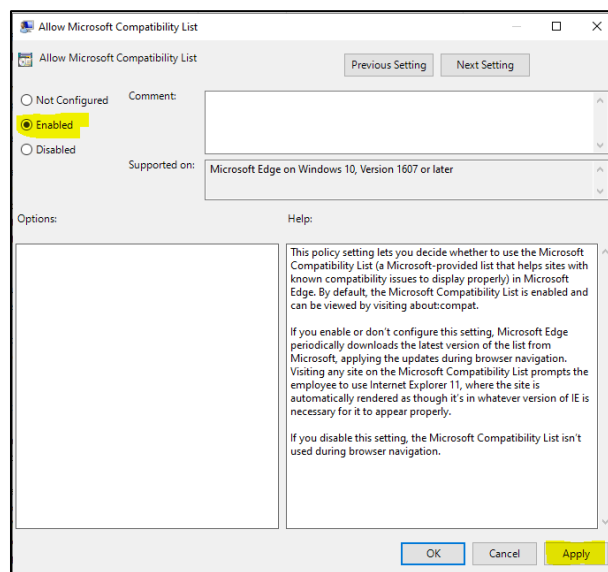 Allow Microsoft Compatibility List
Allow Microsoft Compatibility List
Previous Setting
Next Setting
Not Configured
Comment:
Enabled
Disabled
Supported on:
Microsoft Edge on Windows 10, Version 1607 or later
Options:
Help:
This policy setting lets you decide whether to use the Microsoft
Compatibility List (a Microsoft-provided list that helps sites with
known compatibility issues to display properly) in Microsoft
Edge. By default, the Microsoft Compatibility List is enabled and
can be viewed by visiting about:compat.
If you enable or don't configure this setting, Microsoft Edge
periodically downloads the latest version of the list from
Microsoft, applying the updates during browser navigation.
Visiting any site on the Microsoft Compatibility List prompts the
employee to use Internet Explorer 11, where the site is
automatically rendered as though it's in whatever version of IE is
necessary for it to appear properly.
If you disable this setting, the Microsoft Compatibility List isn't
used during browser navigation.
OK
Cancel
Apply